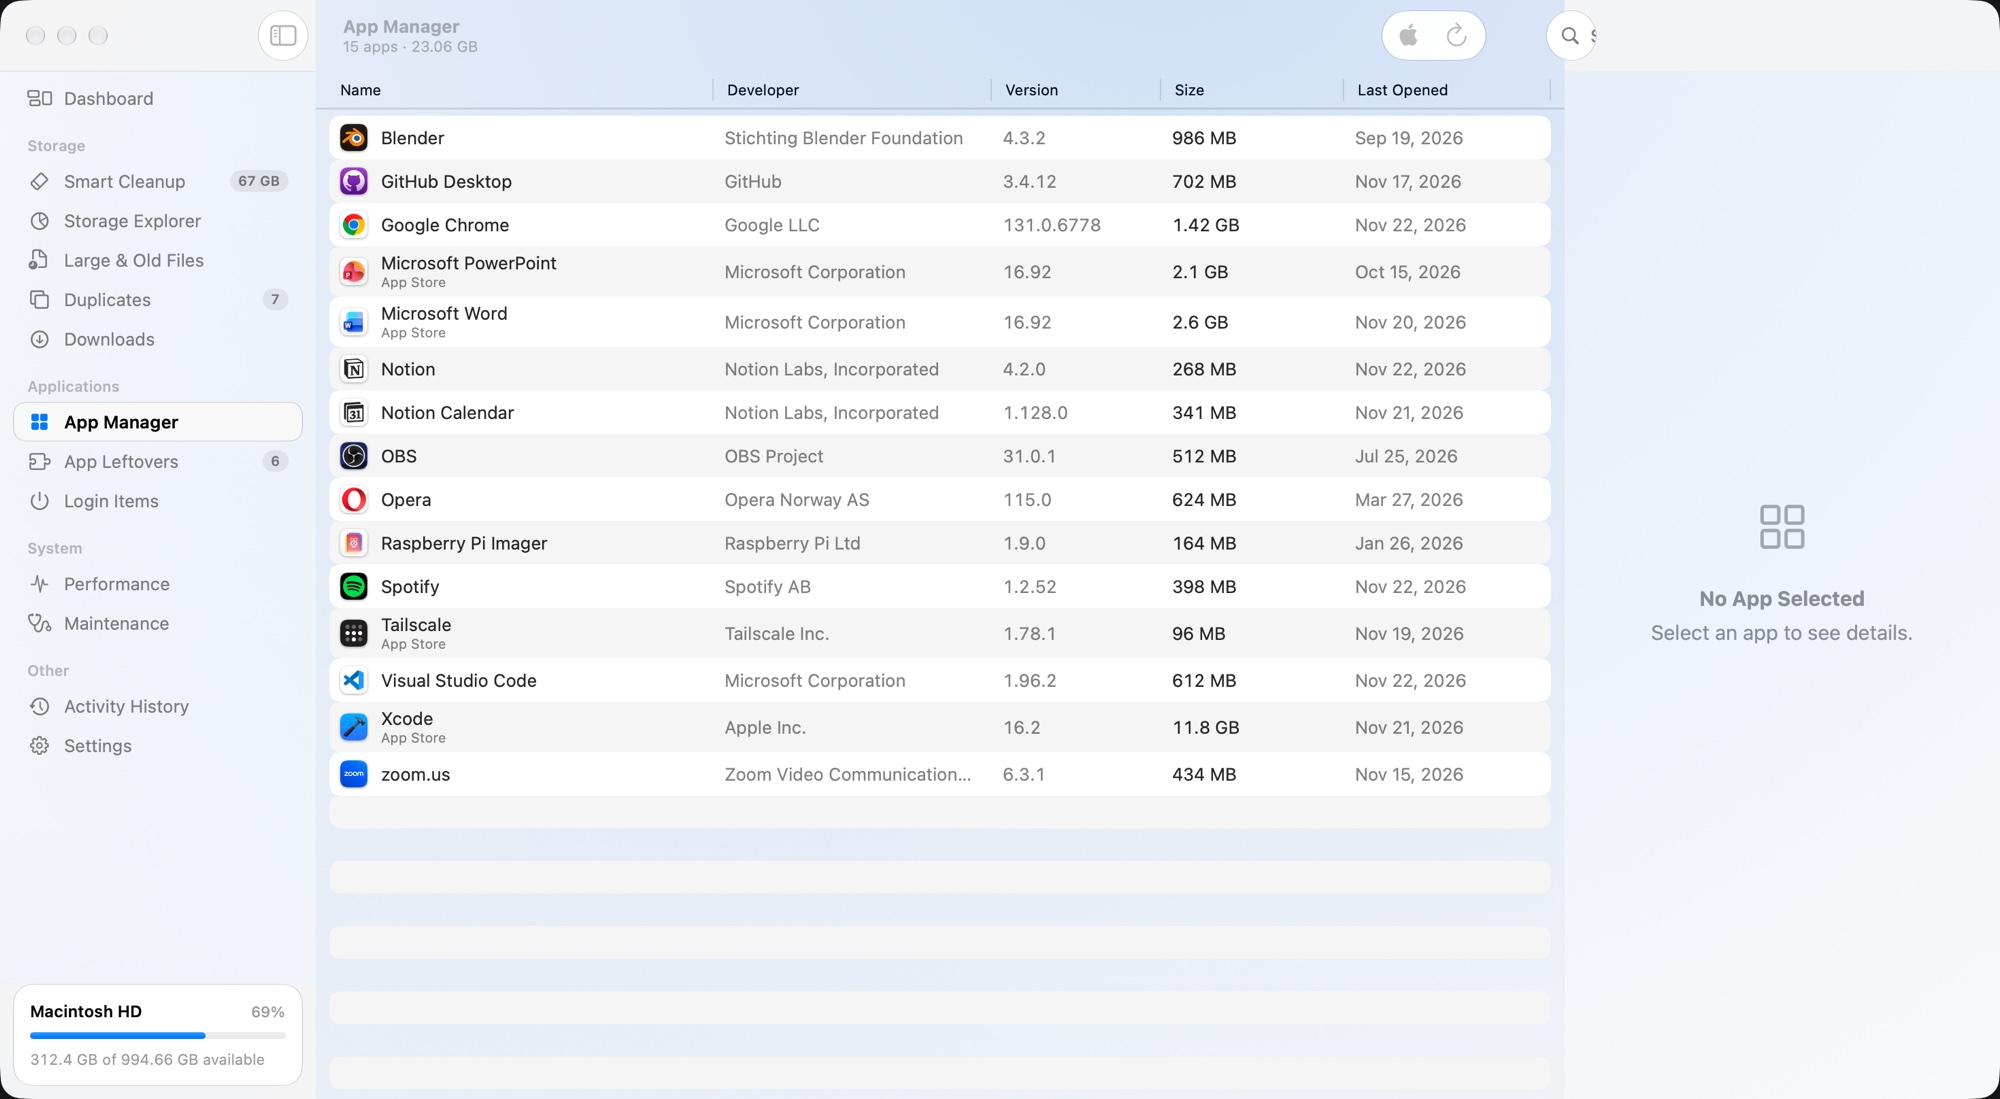 App Manager
15 apps · 23.06 GB
Dashboard
Storage
Smart Cleanup 67 GB
Storage Explorer
Large & Old Files
Duplicates 7
Downloads
Applications
App Manager
App Leftovers 6
Login Items
System
Performance
Maintenance
Other
Activity History
Settings
Macintosh HD 69%
312.4 GB of 994.66 GB available
Name Developer Version Size Last Opened
Blender Stichting Blender Foundation 4.3.2 986 MB Sep 19, 2026
GitHub Desktop GitHub 3.4.12 702 MB Nov 17, 2026
Google Chrome Google LLC 131.0.6778 1.42 GB Nov 22, 2026
Microsoft PowerPoint Microsoft Corporation 16.92 2.1 GB Oct 15, 2026
App Store
Microsoft Word Microsoft Corporation 16.92 2.6 GB Nov 20, 2026
App Store
Notion Notion Labs, Incorporated 4.2.0 268 MB Nov 22, 2026
31 Notion Calendar Notion Labs, Incorporated 1.128.0 341 MB Nov 21, 2026
OBS OBS Project 31.0.1 512 MB Jul 25, 2026
Opera Opera Norway AS 115.0 624 MB Mar 27, 2026
Raspberry Pi Imager Raspberry Pi Ltd 1.9.0 164 MB Jan 26, 2026
Spotify Spotify AB 1.2.52 398 MB Nov 22, 2026
Tailscale Tailscale Inc. 1.78.1 96 MB Nov 19, 2026
App Store
Visual Studio Code Microsoft Corporation 1.96.2 612 MB Nov 22, 2026
Xcode Apple Inc. 16.2 11.8 GB Nov 21, 2026
App Store
zoom zoom.us Zoom Video Communication... 6.3.1 434 MB Nov 15, 2026
No App Selected
Select an app to see details.